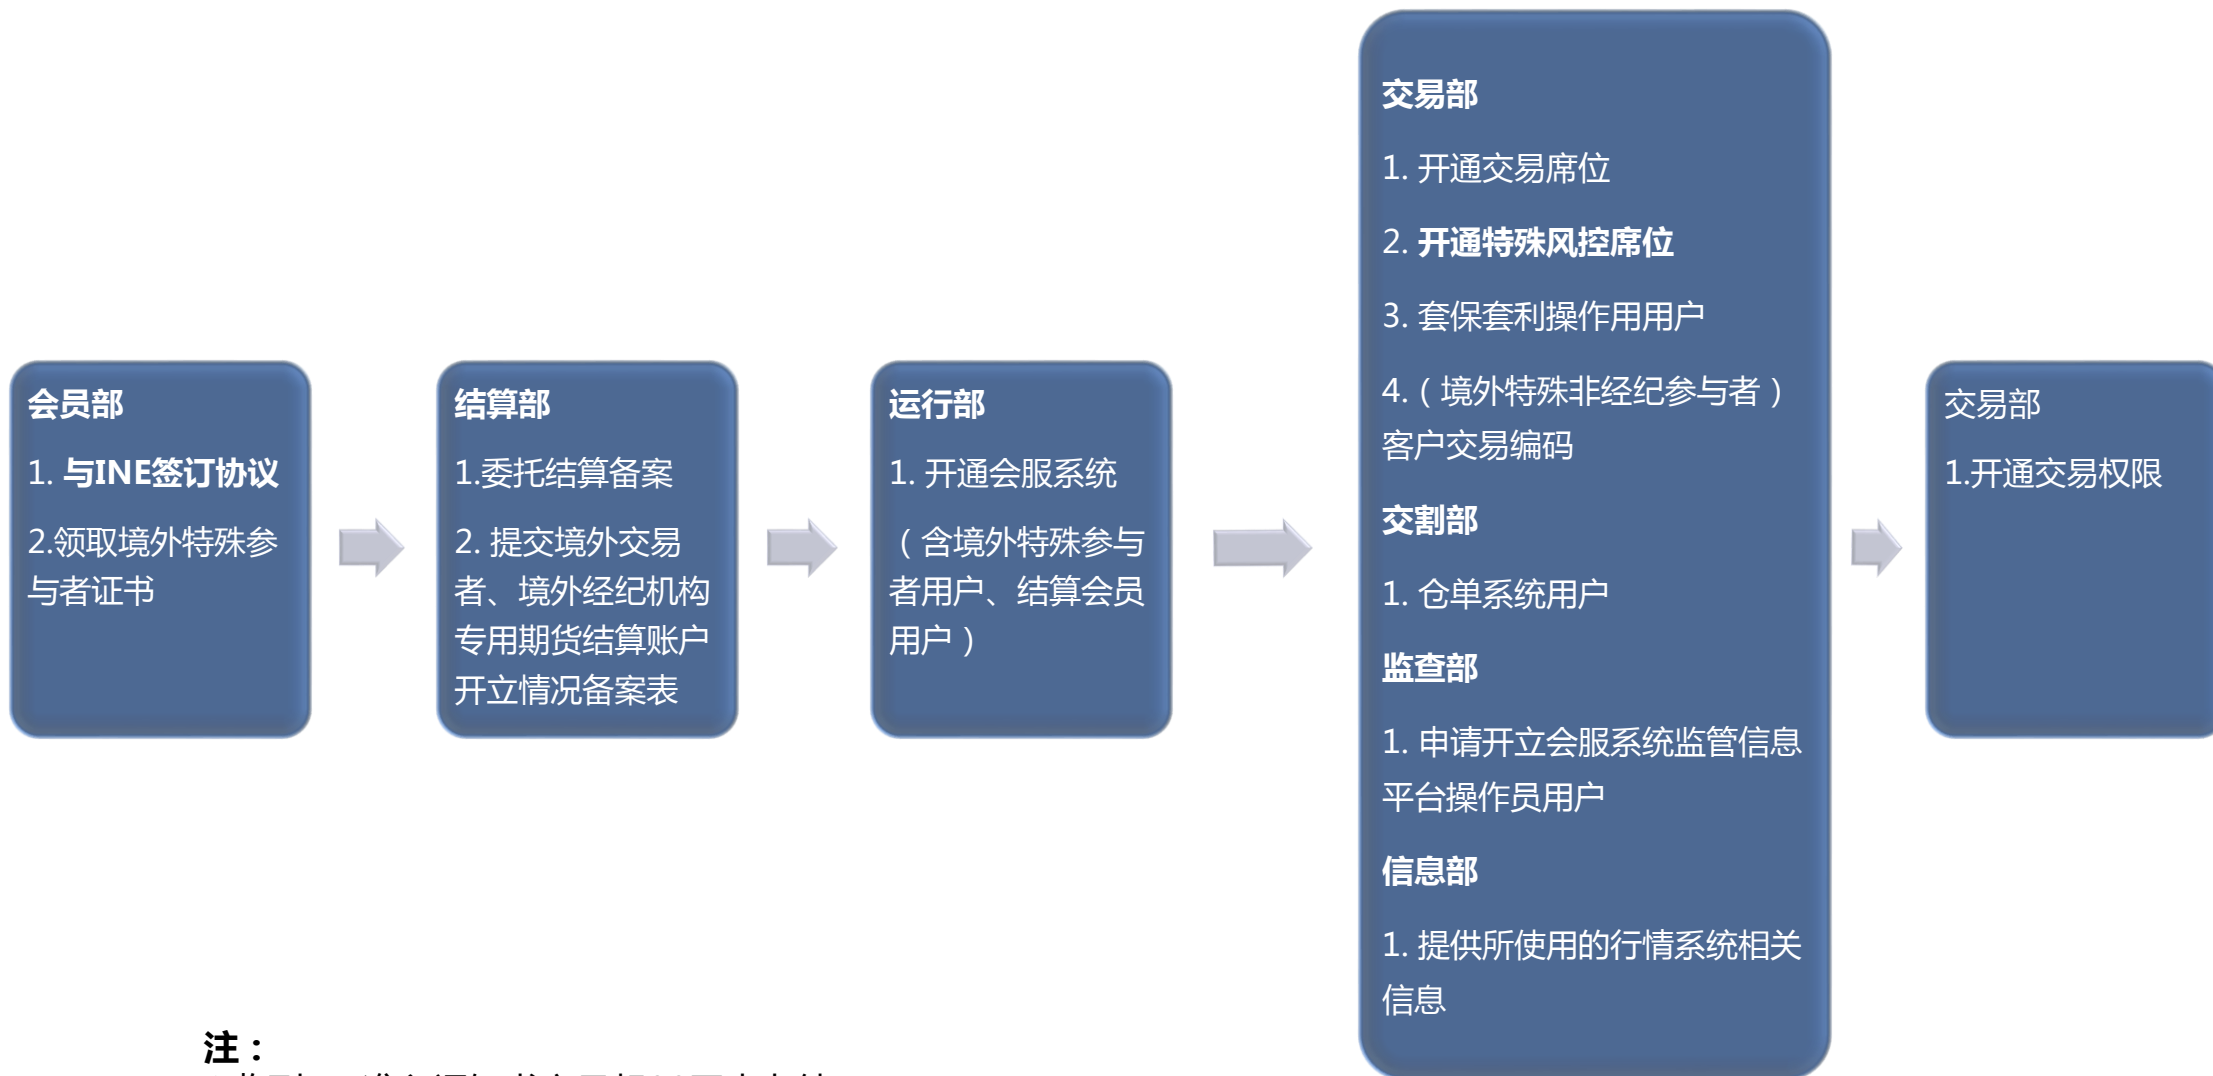 会员部
1. 与INE签订协议
2.领取境外特殊参
与者证书
结算部
1.委托结算备案
2. 提交境外交易
者、境外经纪机构
专用期货结算账户
开立情况备案表
运行部
1. 开通会服系统
（含境外特殊参与
者用户、结算会员
用户）
交易部
1. 开通交易席位
2. 开通特殊风控席位
3. 套保套利操作用用户
4.（境外特殊非经纪参与者）
客户交易编码
交割部
1. 仓单系统用户
监查部
1. 申请开立会服系统监管信息
平台操作员用户
信息部
1. 提供所使用的行情系统相关
信息
交易部
1.开通交易权限
注：